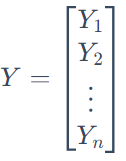 Y = [Y₁
Y₂
⋮
Yₙ]